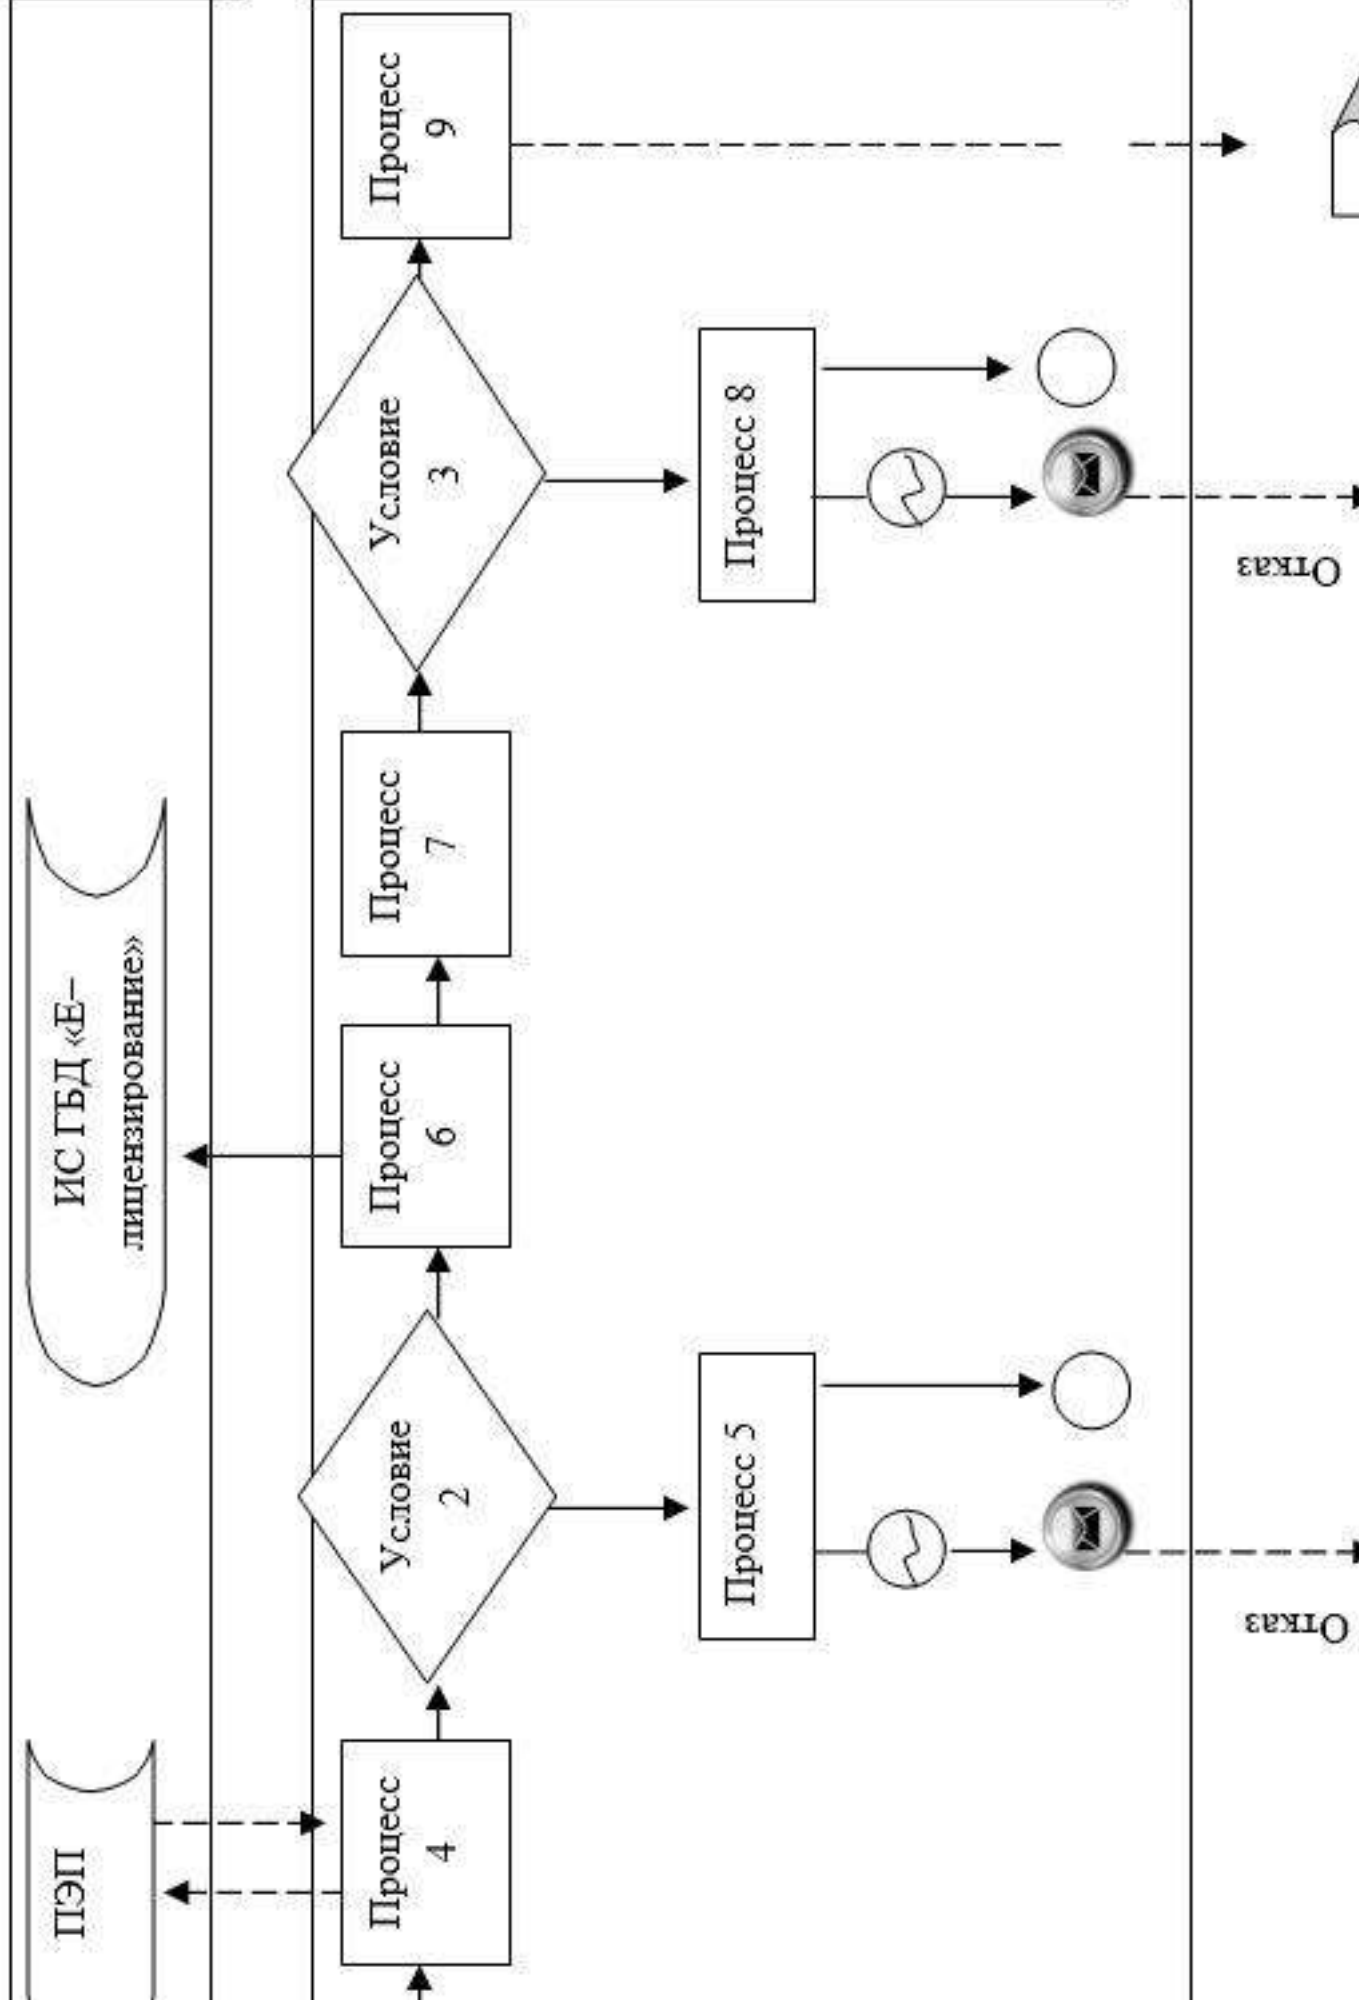 ПЭП
ИС ГБД «Е–
лицензирование»
Процесс
4
Условие
2
Процесс
6
Процесс
7
Условие
3
Процесс
9
Процесс 5
Процесс 8
Отказ
Отказ